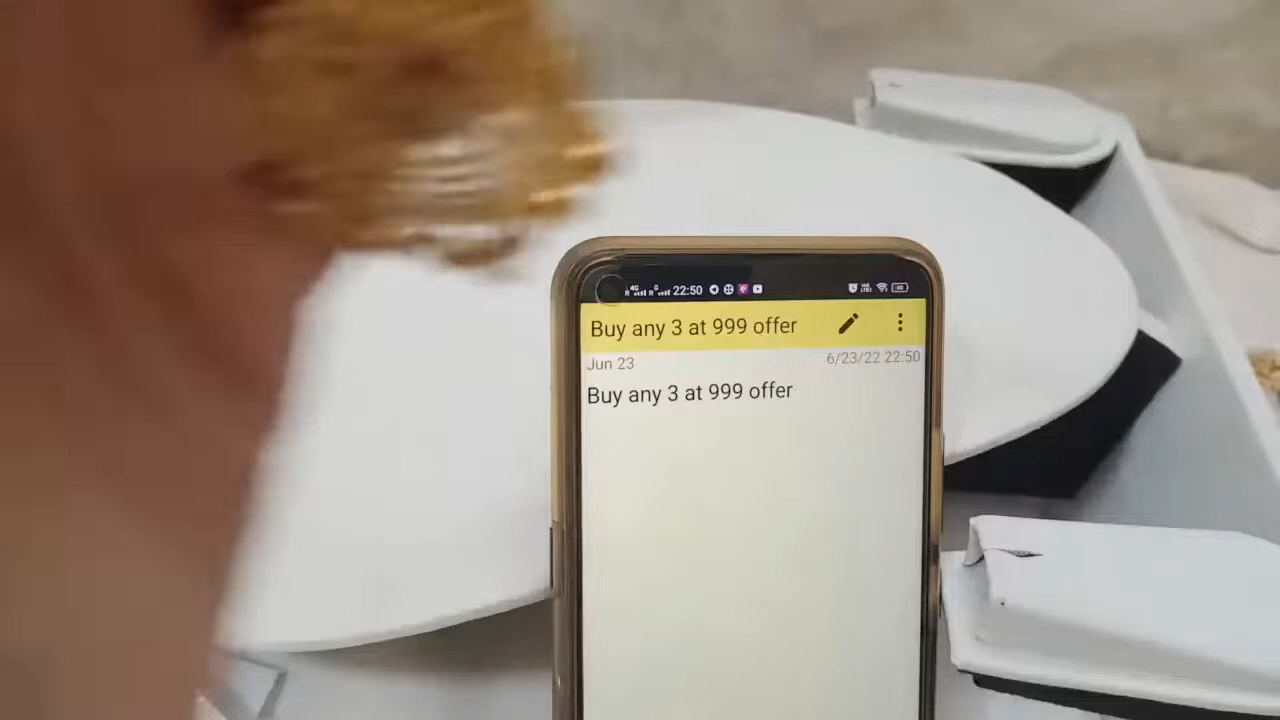 22:50
Buy any 3 at 999 offer
Jun 23
6/23/22 22:50
Buy any 3 at 999 offer